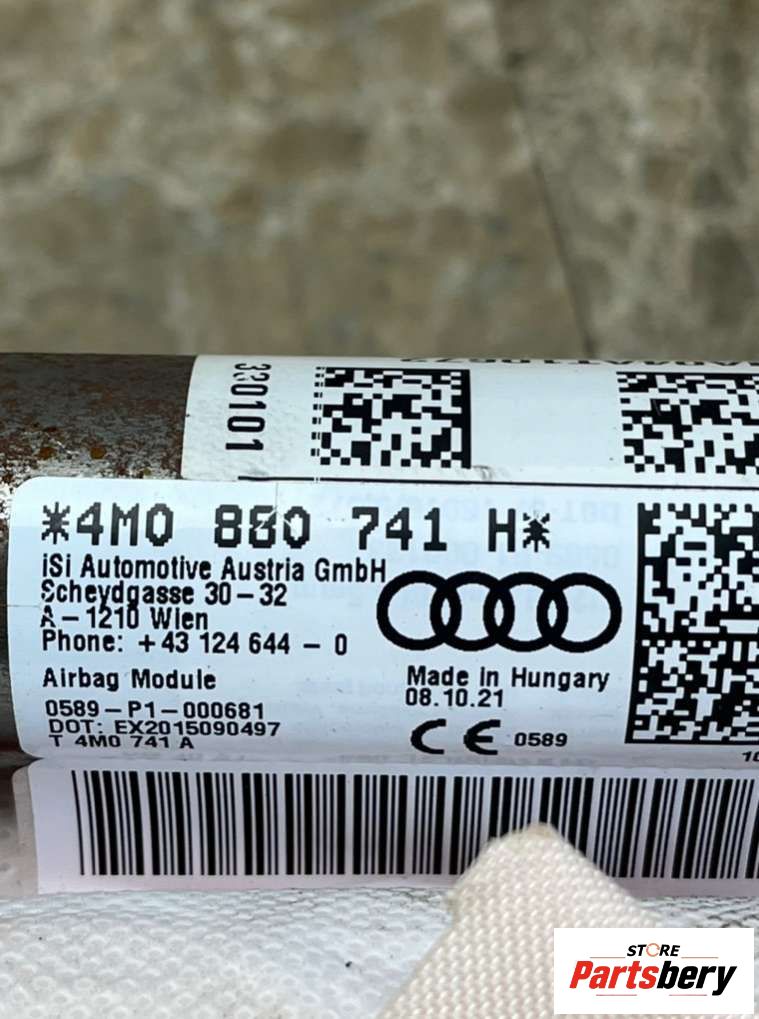 330101
*4M0 880 741 H*
iSi Automotive Austria GmbH
Scheydgasse 30-32
A-1210 Wien
Phone: +43 124 644 - 0
Airbag Module
Made in Hungary
08.10.21
0589-P1-000681
DOT: EX2015090497
T 4M0 741 A
CE 0589
STORE
Partsbery